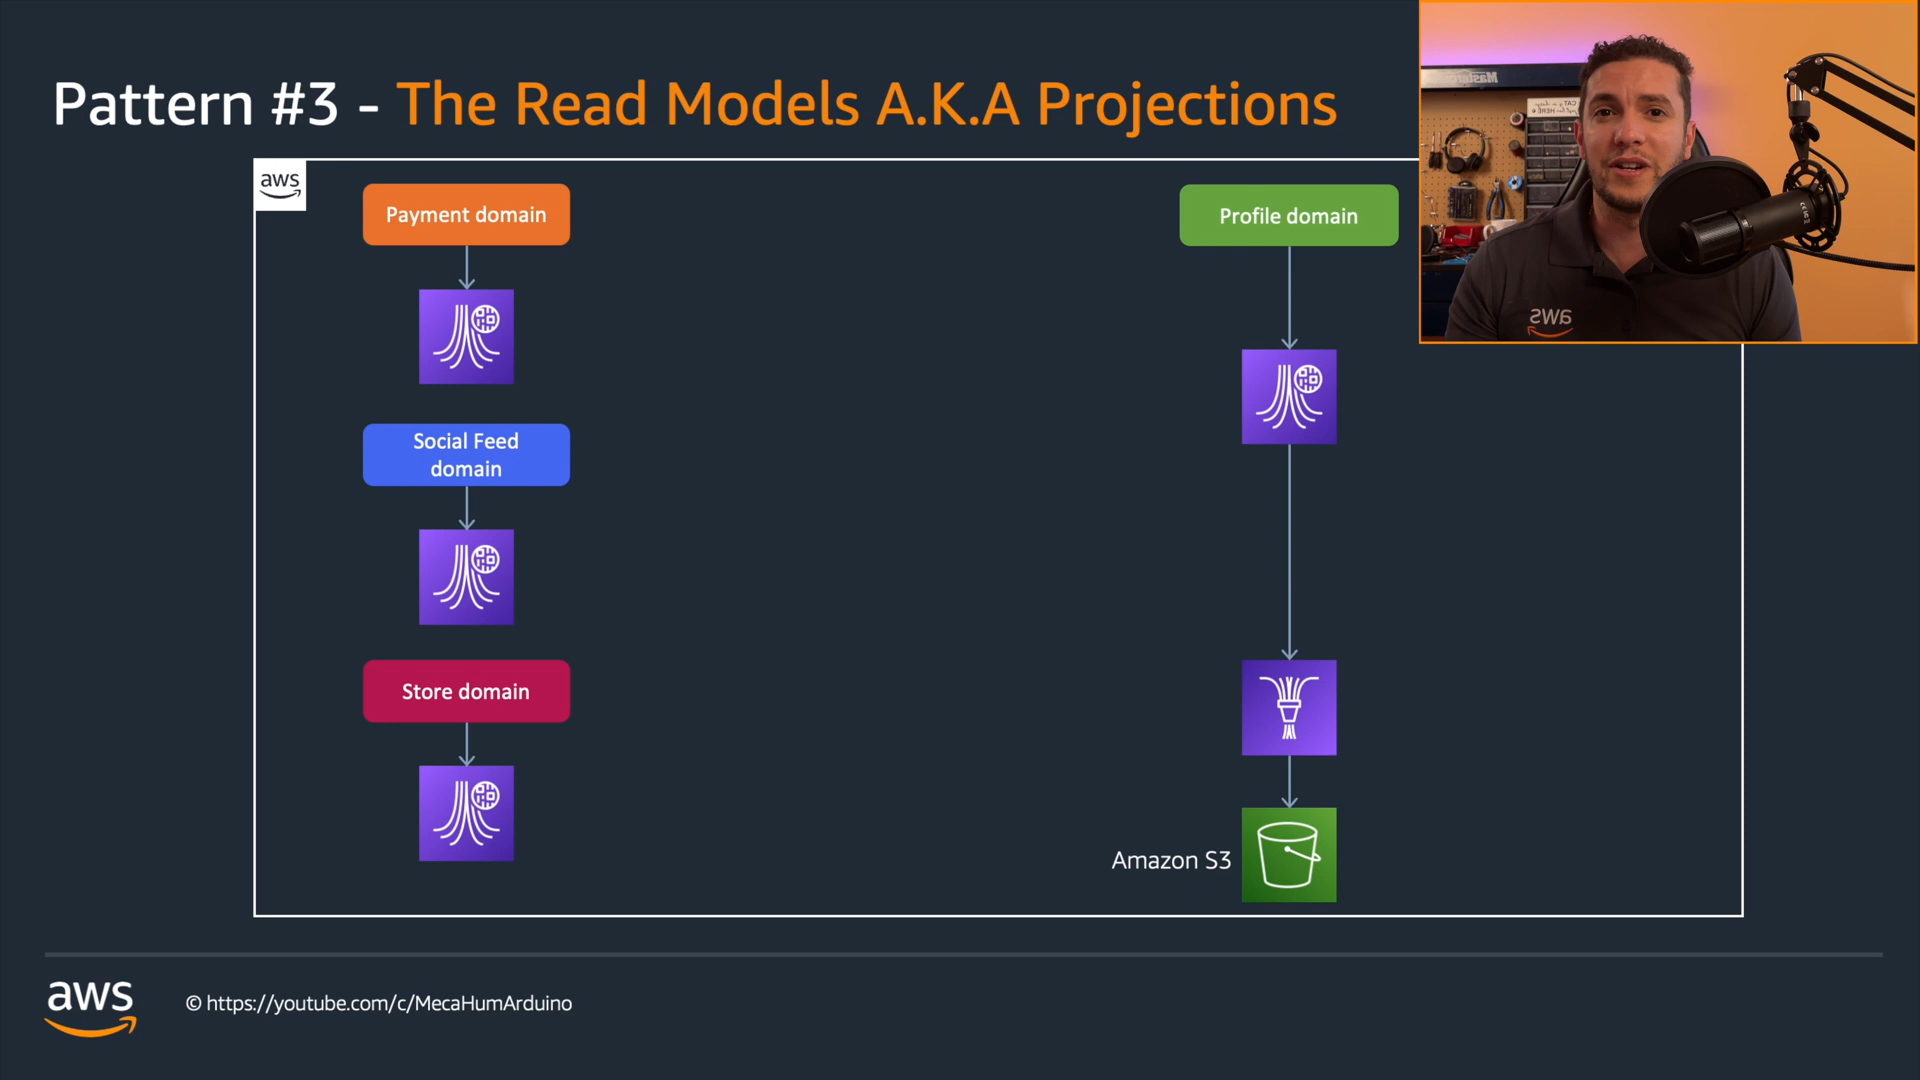 Pattern #3 - The Read Models A.K.A Projections
aws
Payment domain
Profile domain
Social Feed
domain
Store domain
Amazon S3
aws
© https://youtube.com/c/MecaHumArduino
aws